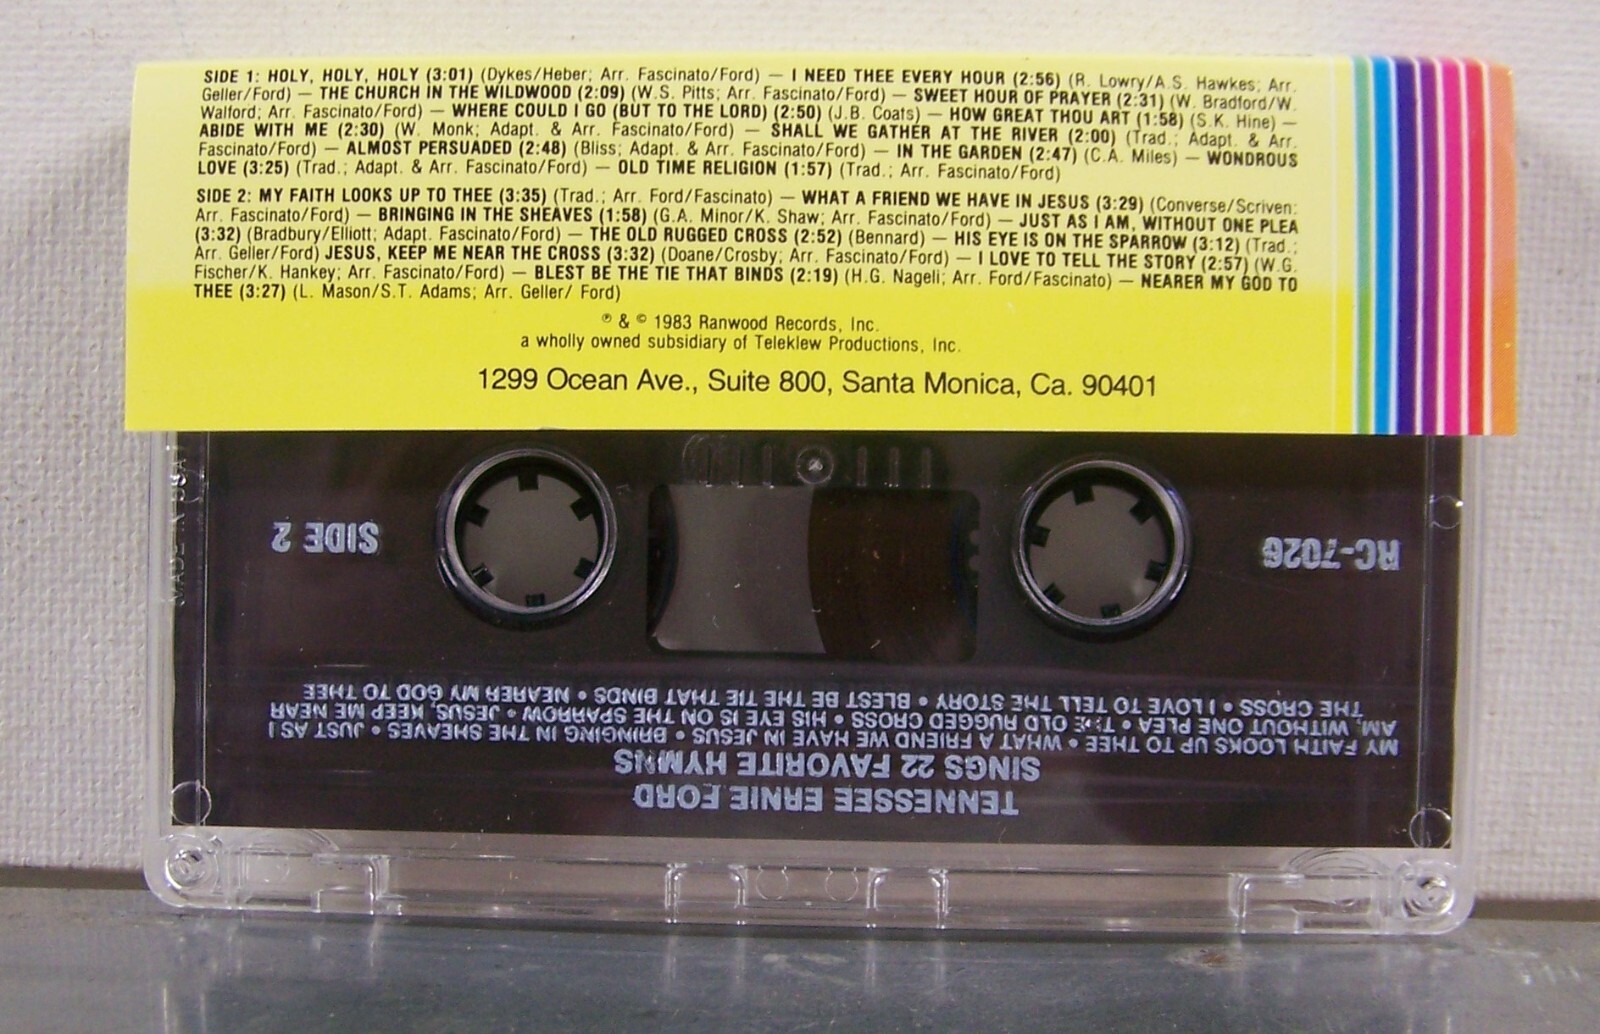 SIDE 1: HOLY, HOLY, HOLY (3:01) (Dykes/Heber; Arr. Fascinato/Ford) — I NEED THEE EVERY HOUR (2:56) (R. Lowry/A.S. Hawkes; Arr.
Geller/Ford) — THE CHURCH IN THE WILDWOOD (2:09) (W.S. Pitts; Arr. Fascinato/Ford) — SWEET HOUR OF PRAYER (2:31) (W. Bradford/W.
Walford; Arr. Fascinato/Ford) — WHERE COULD I GO (BUT TO THE LORD) (2:50) (J.B. Coats) — HOW GREAT THOU ART (1:58) (S.K. Hine) —
ABIDE WITH ME (2:30) (W. Monk; Adapt. & Arr. Fascinato/Ford) — SHALL WE GATHER AT THE RIVER (2:00) (Trad.; Adapt. & Arr.
Fascinato/Ford) — ALMOST PERSUADED (2:48) (Bliss; Adapt. & Arr. Fascinato/Ford) — IN THE GARDEN (2:47) (C.A. Miles) — WONDROUS
LOVE (3:25) (Trad.; Adapt. & Arr. Fascinato/Ford) — OLD TIME RELIGION (1:57) (Trad.; Arr. Fascinato/Ford)
SIDE 2: MY FAITH LOOKS UP TO THEE (3:35) (Trad.; Arr. Ford/Fascinato) — WHAT A FRIEND WE HAVE IN JESUS (3:29) (Converse/Scriven;
Arr. Fascinato/Ford) — BRINGING IN THE SHEAVES (1:58) (G.A. Minor/K. Shaw; Arr. Fascinato/Ford) — JUST AS I AM, WITHOUT ONE PLEA
(3:32) (Bradbury/Elliott; Adapt. Fascinato/Ford) — THE OLD RUGGED CROSS (2:52) (Bennard) — HIS EYE IS ON THE SPARROW (3:12) (Trad.;
Arr. Geller/Ford) JESUS, KEEP ME NEAR THE CROSS (3:32) (Doane/Crosby; Arr. Fascinato/Ford) — I LOVE TO TELL THE STORY (2:57) (W.G.
Fischer/K. Hankey; Arr. Fascinato/Ford) — BLEST BE THE TIE THAT BINDS (2:19) (H.G. Nageli; Arr. Ford/Fascinato) — NEARER MY GOD TO
THEE (3:27) (L. Mason/S.T. Adams; Arr. Geller/ Ford)
℗ & © 1983 Ranwood Records, Inc.
a wholly owned subsidiary of Teleklew Productions, Inc.
1299 Ocean Ave., Suite 800, Santa Monica, Ca. 90401
TENNESSEE ERNIE FORD
SINGS 22 FAVORITE HYMNS
MY FAITH LOOKS UP TO THEE • WHAT A FRIEND WE HAVE IN JESUS • BRINGING IN THE SHEAVES • JUST AS I
AM, WITHOUT ONE PLEA • THE OLD RUGGED CROSS • HIS EYE IS ON THE SPARROW • JESUS, KEEP ME NEAR
THE CROSS • I LOVE TO TELL THE STORY • BLEST BE THE TIE THAT BINDS • NEARER MY GOD TO THEE
RC-7026
SIDE 2